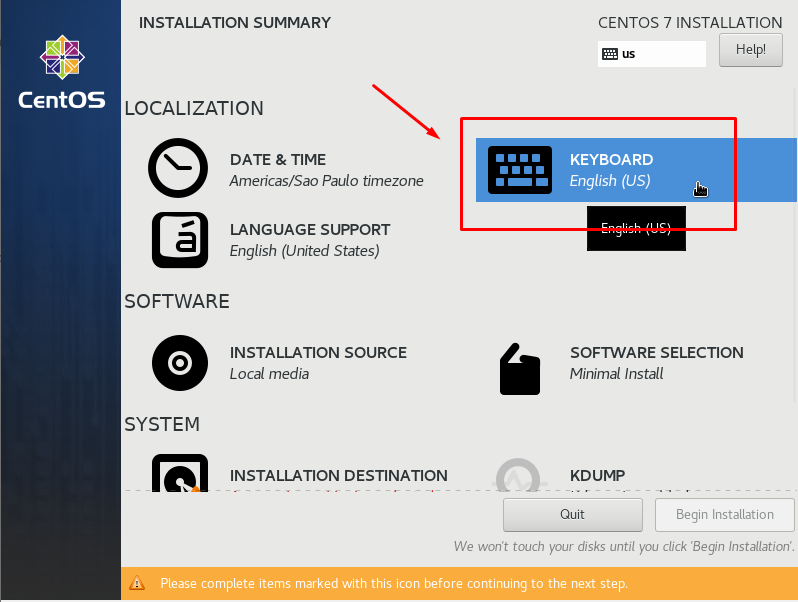 INSTALLATION SUMMARY
CENTOS 7 INSTALLATION
us
Help!
CentOS
LOCALIZATION
DATE & TIME
Americas/Sao Paulo timezone
KEYBOARD
English (US)
á
LANGUAGE SUPPORT
English (United States)
English (US)
SOFTWARE
INSTALLATION SOURCE
Local media
SOFTWARE SELECTION
Minimal Install
SYSTEM
INSTALLATION DESTINATION
KDUMP
Quit
Begin Installation
We won't touch your disks until you click 'Begin Installation'.
Please complete items marked with this icon before continuing to the next step.